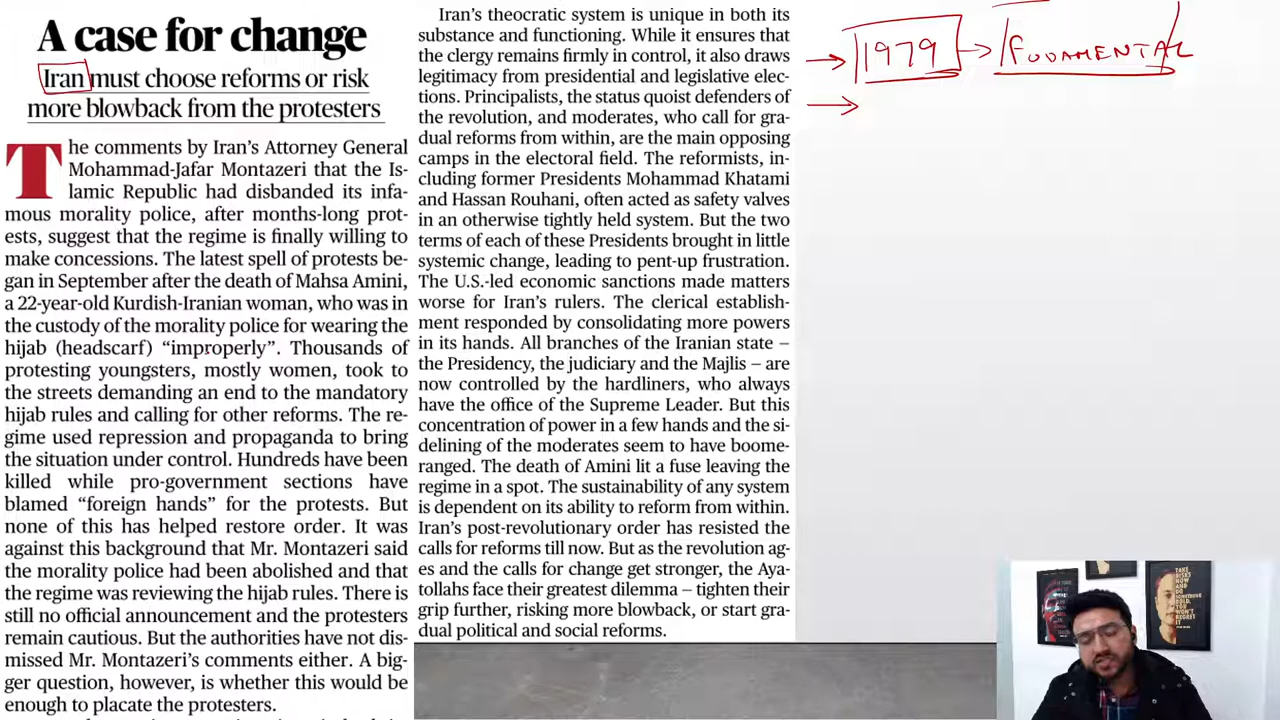 A case for change
Iran must choose reforms or risk
more blowback from the protesters
The comments by Iran's Attorney General
Mohammad-Jafar Montazeri that the Is-
lamic Republic had disbanded its infa-
mous morality police, after months-long prot-
ests, suggest that the regime is finally willing to
make concessions. The latest spell of protests be-
gan in September after the death of Mahsa Amini,
a 22-year-old Kurdish-Iranian woman, who was in
the custody of the morality police for wearing the
hijab (headscarf) “improperly”. Thousands of
protesting youngsters, mostly women, took to
the streets demanding an end to the mandatory
hijab rules and calling for other reforms. The re-
gime used repression and propaganda to bring
the situation under control. Hundreds have been
killed while pro-government sections have
blamed “foreign hands” for the protests. But
none of this has helped restore order. It was
against this background that Mr. Montazeri said
the morality police had been abolished and that
the regime was reviewing the hijab rules. There is
still no official announcement and the protesters
remain cautious. But the authorities have not dis-
missed Mr. Montazeri's comments either. A big-
ger question, however, is whether this would be
enough to placate the protesters.
Iran's theocratic system is unique in both its
substance and functioning. While it ensures that
the clergy remains firmly in control, it also draws
legitimacy from presidential and legislative elec-
tions. Principalists, the status quoist defenders of
the revolution, and moderates, who call for gra-
dual reforms from within, are the main opposing
camps in the electoral field. The reformists, in-
cluding former Presidents Mohammad Khatami
and Hassan Rouhani, often acted as safety valves
in an otherwise tightly held system. But the two
terms of each of these Presidents brought in little
systemic change, leading to pent-up frustration.
The U.S.-led economic sanctions made matters
worse for Iran's rulers. The clerical establish-
ment responded by consolidating more powers
in its hands. All branches of the Iranian state –
the Presidency, the judiciary and the Majlis – are
now controlled by the hardliners, who always
have the office of the Supreme Leader. But this
concentration of power in a few hands and the si-
delining of the moderates seem to have boome-
ranged. The death of Amini lit a fuse leaving the
regime in a spot. The sustainability of any system
is dependent on its ability to reform from within.
Iran's post-revolutionary order has resisted the
calls for reforms till now. But as the revolution ag-
es and the calls for change get stronger, the Aya-
tollahs face their greatest dilemma – tighten their
grip further, risking more blowback, or start gra-
dual political and social reforms.
→ 1979 → FUDAMENTAL
→
TAKE
RISKS
NOW
AND
DO
SOMETHING
BOLD.
YOU
WON'T
REGRET
IT